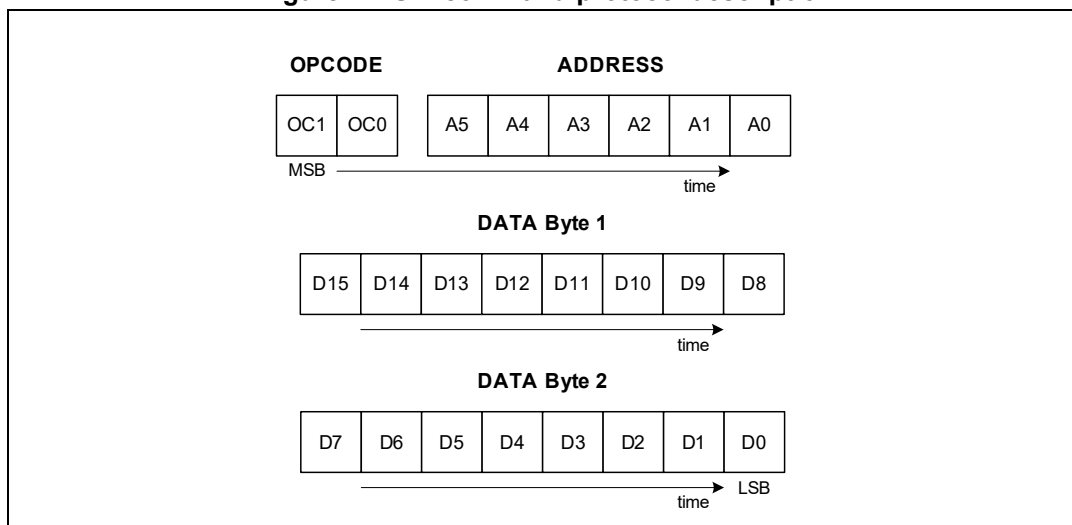 OPCODE ADDRESS
OC1 OC0 A5 A4 A3 A2 A1 A0
MSB time
DATA Byte 1
D15 D14 D13 D12 D11 D10 D9 D8
time
DATA Byte 2
D7 D6 D5 D4 D3 D2 D1 D0
time LSB